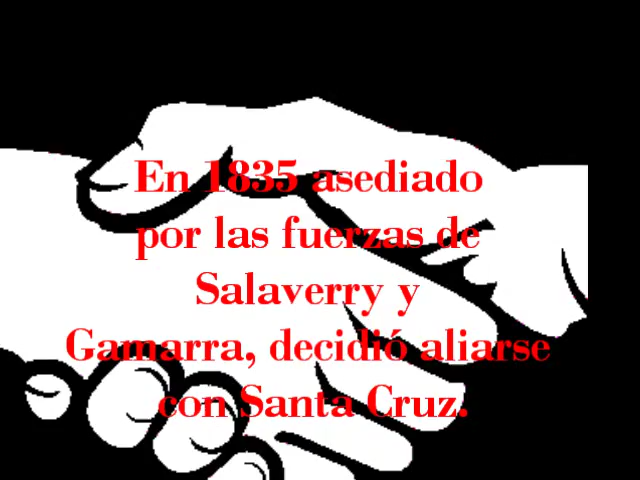 En 1835 asediado
por las fuerzas de
Salaverry y
Gamarra, decidió aliarse
con Santa Cruz.